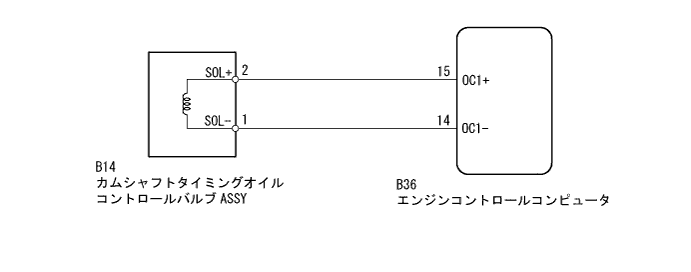 SOL+ 2 15 OC1+
SOL- 1 14 OC1-
B14
カムシャフトタイミングオイル
コントロールバルブ ASSY
B36
エンジンコントロールコンピュータ